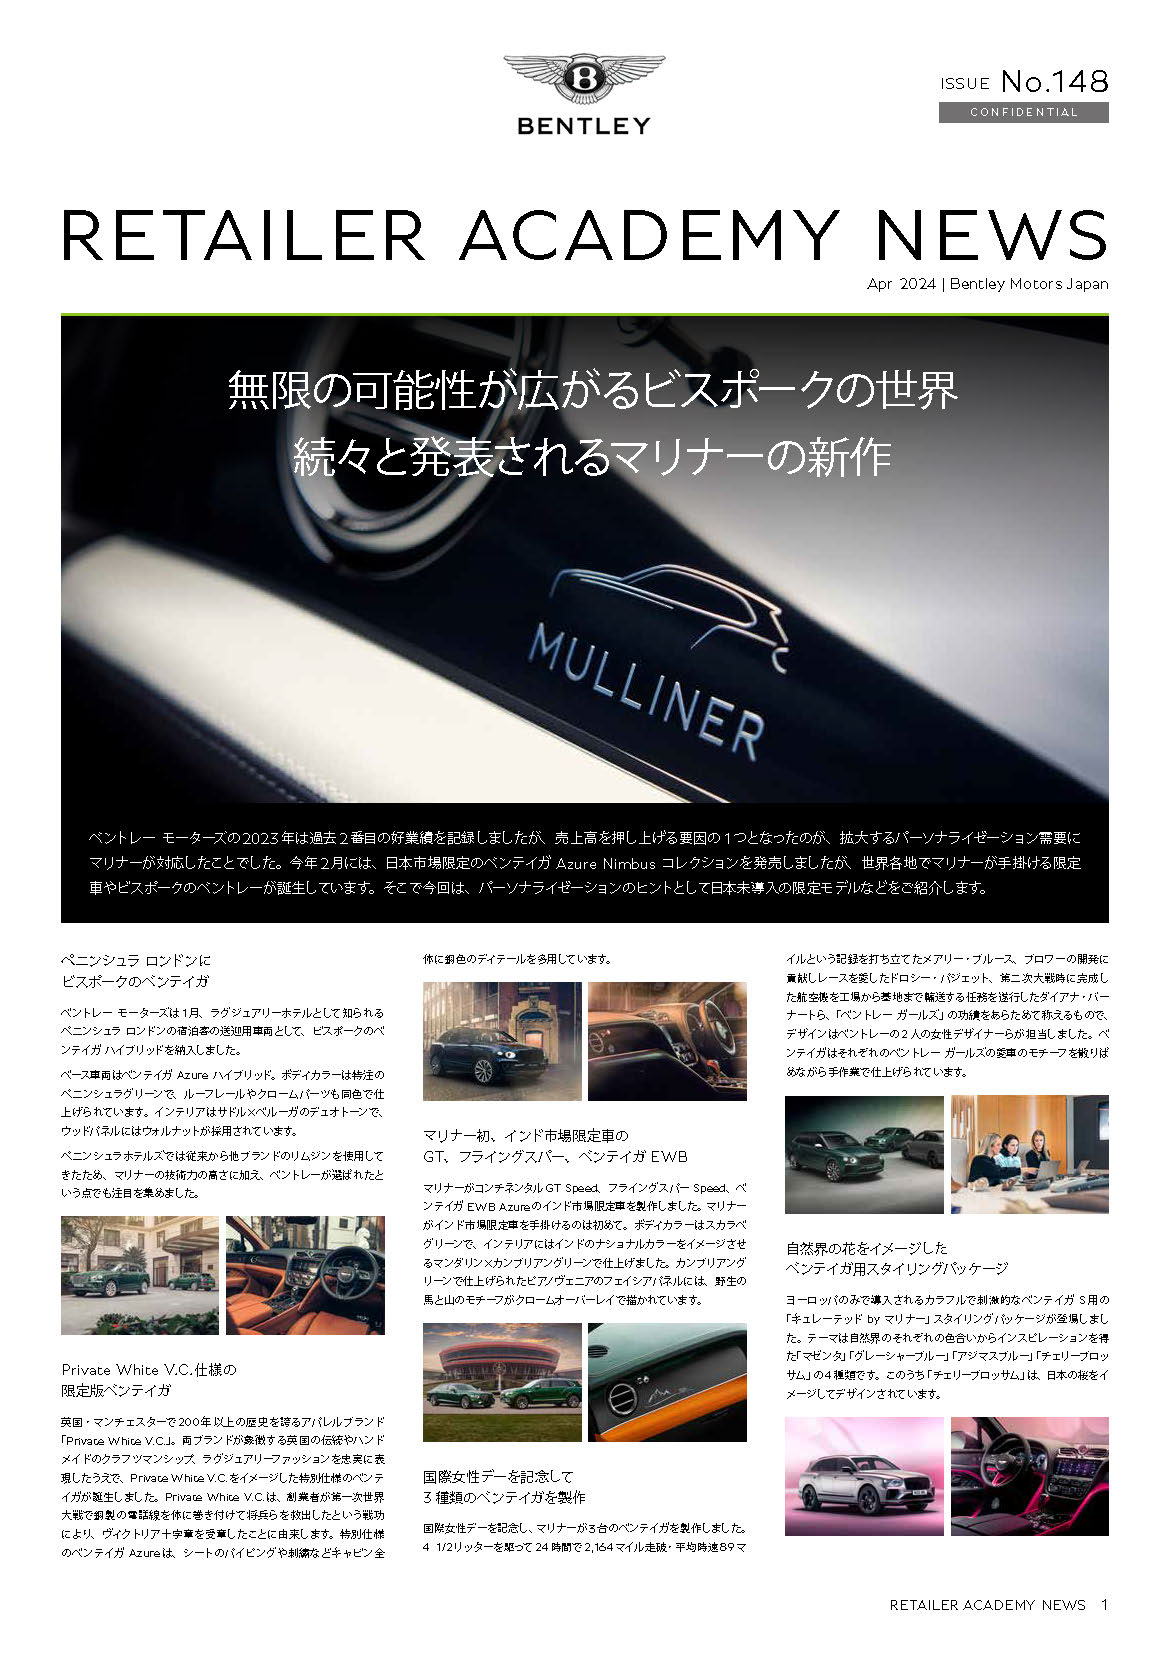 BENTLEY
ISSUE No.148
CONFIDENTIAL
RETAILER ACADEMY NEWS
Apr 2024 | Bentley Motors Japan
無限の可能性が広がるビスポークの世界
続々と発表されるマリナーの新作
MULLINER
ベントレー モーターズの2023年は過去2番目の好業績を記録しましたが、売上高を押し上げる要因の1つとなったのが、拡大するパーソナライゼーション需要に
マリナーが対応したことでした。今年2月には、日本市場限定のベンテイガ Azure Nimbus コレクションを発売しましたが、世界各地でマリナーが手掛ける限定
車やビスポークのベントレーが誕生しています。そこで今回は、パーソナライゼーションのヒントとして日本未導入の限定モデルなどをご紹介します。
ペニンシュラ ロンドンに
ビスポークのベンテイガ
ベントレー モーターズは1月、ラグジュアリーホテルとして知られる
ペニンシュラ ロンドンの宿泊客の送迎用車両として、ビスポークのベ
ンテイガ ハイブリッドを納入しました。
ベース車両はベンテイガ Azure ハイブリッド。ボディカラーは特注の
ペニンシュラグリーンで、ルーフレールやクロームパーツも同色で仕
上げられています。インテリアはサドル×ベルーガのデュオトーンで、
ウッドパネルにはウォルナットが採用されています。
ペニンシュラホテルズでは従来から他ブランドのリムジンを使用して
きたため、マリナーの技術力の高さに加え、ベントレーが選ばれたと
いう点でも注目を集めました。
Private White V.C.仕様の
限定版ベンテイガ
英国・マンチェスターで200年以上の歴史を誇るアパレルブランド
「Private White V.C.」。両ブランドが象徴する英国の伝統やハンド
メイドのクラフツマンシップ、ラグジュアリーファッションを忠実に表
現したうえで、Private White V.C.をイメージした特別仕様のベンテ
イガが誕生しました。Private White V.C.は、創業者が第一次世界
大戦で銅製の電話線を体に巻き付けて将兵らを救出したという戦功
により、ヴィクトリア十字章を受章したことに由来します。特別仕様
のベンテイガ Azureは、シートのパイピングや刺繍などキャビン全
体に銅色のディテールを多用しています。
マリナー初、インド市場限定車の
GT、フライングスパー、ベンテイガ EWB
マリナーがコンチネンタルGT Speed、フライングスパー Speed、ベ
ンテイガ EWB Azureのインド市場限定車を製作しました。マリナー
がインド市場限定車を手掛けるのは初めて。ボディカラーはスカラベ
グリーンで、インテリアにはインドのナショナルカラーをイメージさせ
るマンダリン×カンブリアングリーンで仕上げました。カンブリアング
リーンで仕上げられたピアノヴェニアのフェイシアパネルには、野生の
馬と山のモチーフがクロームオーバーレイで描かれています。
国際女性デーを記念して
3種類のベンテイガを製作
国際女性デーを記念し、マリナーが3台のベンテイガを製作しました。
4 1/2リッターを駆って24時間で2,164マイル走破・平均時速89マ
イルという記録を打ち立てたメアリー・ブルース、ブロワーの開発に
貢献しレースを愛したドロシー・パジェット、第二次大戦時に完成し
た航空機を工場から基地まで輸送する任務を遂行したダイアナ・バー
ナートら、「ベントレー ガールズ」の功績をあらためて称えるもので、
デザインはベントレーの2人の女性デザイナーらが担当しました。ベ
ンテイガはそれぞれのベントレー ガールズの愛車のモチーフを散りば
めながら手作業で仕上げられています。
自然界の花をイメージした
ベンテイガ用スタイリングパッケージ
ヨーロッパのみで導入されるカラフルで刺激的なベンテイガ S用の
「キュレーテッド by マリナー」スタイリングパッケージが登場しまし
た。テーマは自然界のそれぞれの色合いからインスピレーションを得
た「マゼンタ」「グレーシャーブルー」「アジマスブルー」「チェリーブロッ
サム」の4種類です。このうち「チェリーブロッサム」は、日本の桜をイ
メージしてデザインされています。
RETAILER ACADEMY NEWS 1